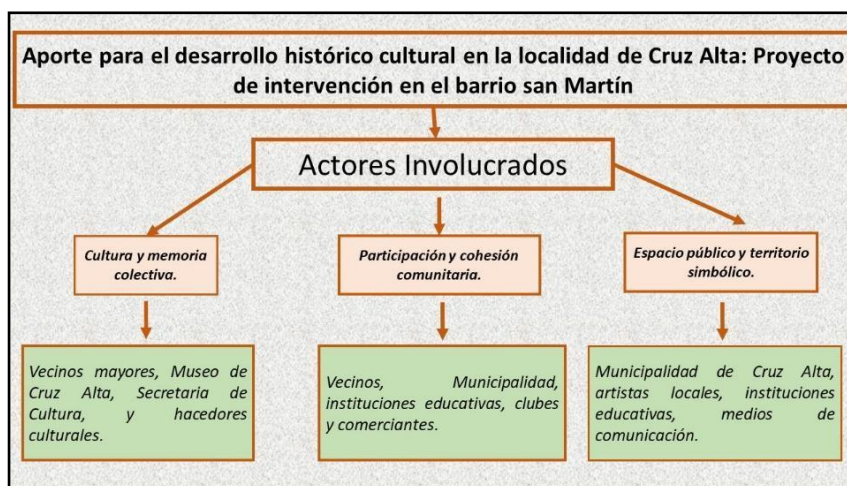 Aporte para el desarrollo histórico cultural en la localidad de Cruz Alta: Proyecto
de intervención en el barrio san Martín
Actores Involucrados
Cultura y memoria
colectiva.
Participación y cohesión
comunitaria.
Espacio público y territorio
simbólico.
Vecinos mayores, Museo de
Cruz Alta, Secretaria de
Cultura, y hacedores
culturales.
Vecinos, Municipalidad,
instituciones educativas, clubes
y comerciantes.
Municipalidad de Cruz Alta,
artistas locales, instituciones
educativas, medios de
comunicación.